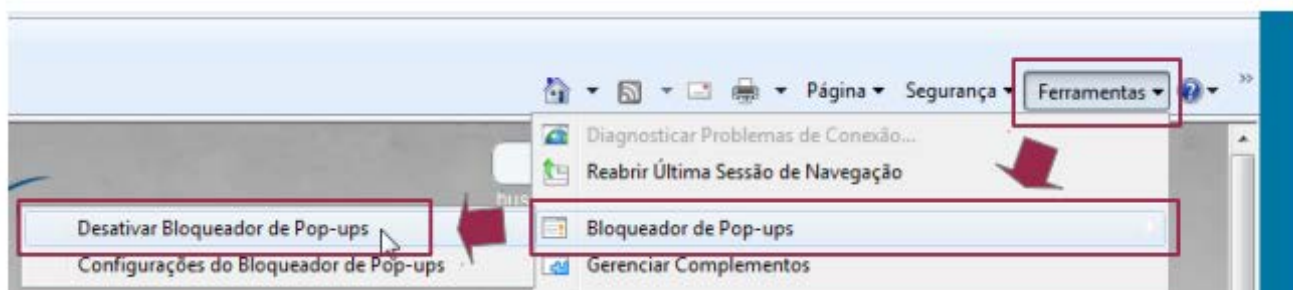 Página Segurança Ferramentas
Diagnosticar Problemas de Conexão...
Reabrir Última Sessão de Navegação
Desativar Bloqueador de Pop-ups Bloqueador de Pop-ups
Configurações do Bloqueador de Pop-ups Gerenciar Complementos